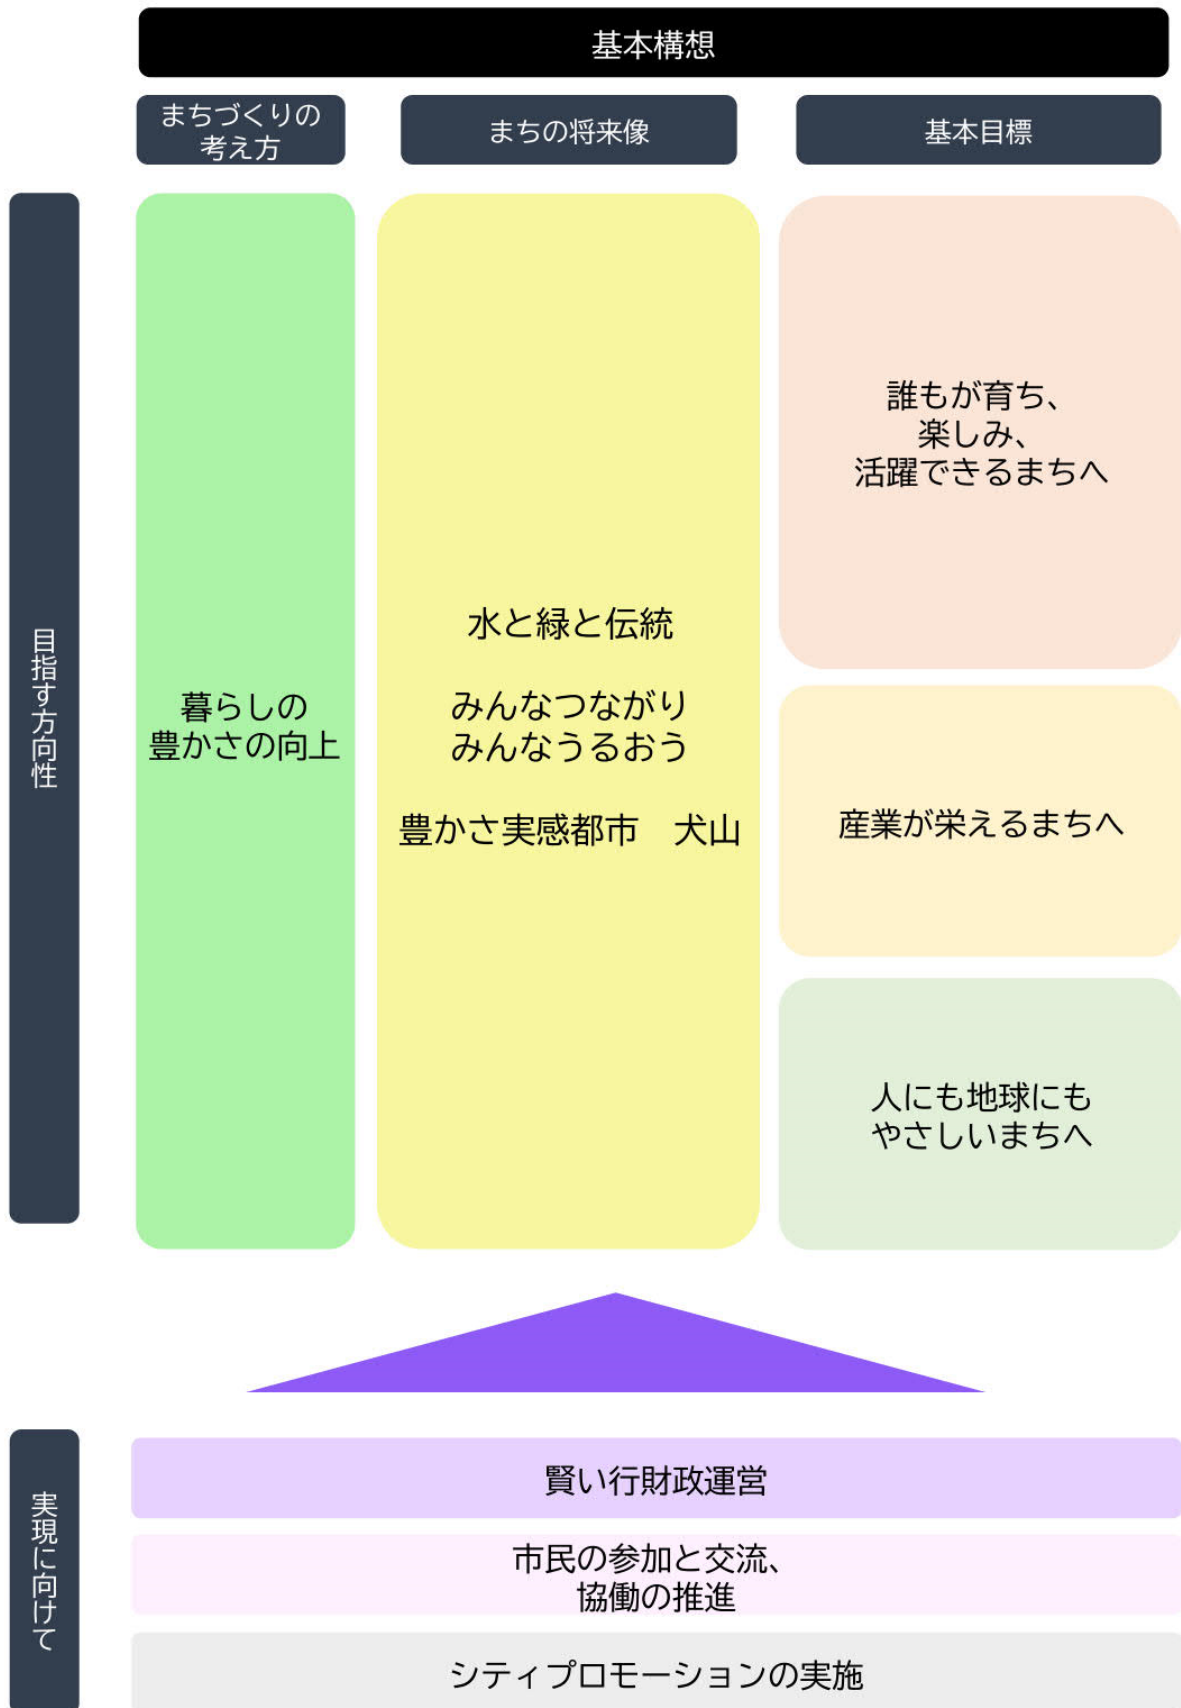 基本構想
まちづくりの
考え方
まちの将来像
基本目標
目指す方向性
暮らしの
豊かさの向上
水と緑と伝統
みんなつながり
みんなうるおう
豊かさ実感都市　犬山
誰もが育ち、
楽しみ、
活躍できるまちへ
産業が栄えるまちへ
人にも地球にも
やさしいまちへ
実現に向けて
賢い行財政運営
市民の参加と交流、
協働の推進
シティプロモーションの実施